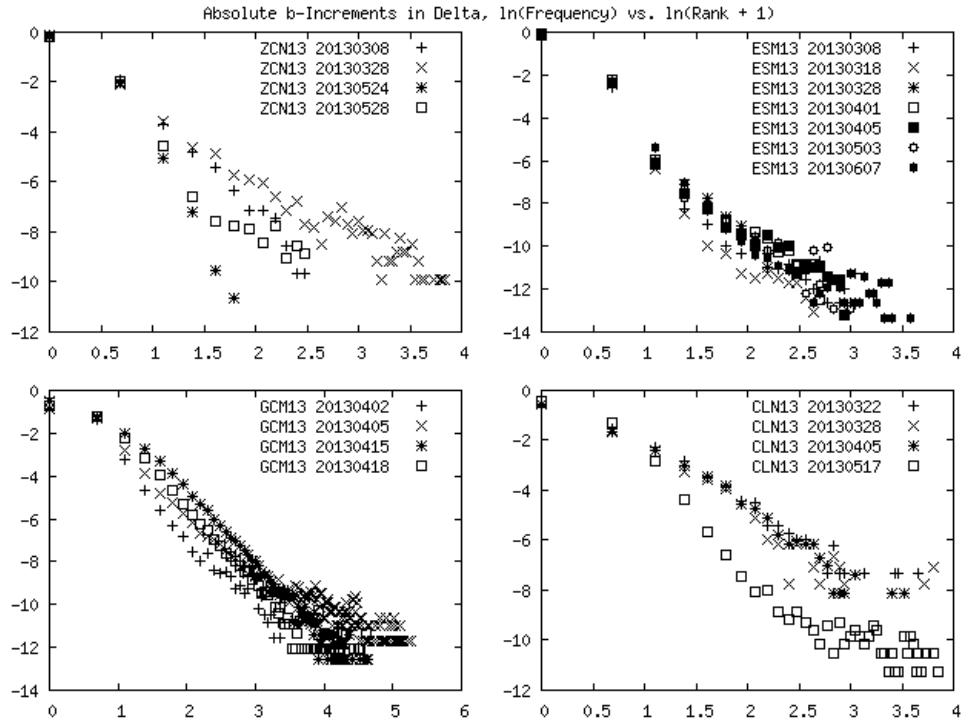 Absolute b-Increments in Delta, ln(Frequency) vs. ln(Rank + 1)
0
-2
-4
-6
-8
-10
-12
0 0.5 1 1.5 2 2.5 3 3.5 4
ZCN13 20130308
ZCN13 20130328
ZCN13 20130524
ZCN13 20130528
0
-2
-4
-6
-8
-10
-12
-14
0 0.5 1 1.5 2 2.5 3 3.5 4
ESM13 20130308
ESM13 20130318
ESM13 20130328
ESM13 20130401
ESM13 20130405
ESM13 20130503
ESM13 20130607
0
-2
-4
-6
-8
-10
-12
-14
0 1 2 3 4 5 6
GCM13 20130402
GCM13 20130405
GCM13 20130415
GCM13 20130418
0
-2
-4
-6
-8
-10
-12
0 0.5 1 1.5 2 2.5 3 3.5 4
CLN13 20130322
CLN13 20130328
CLN13 20130405
CLN13 20130517